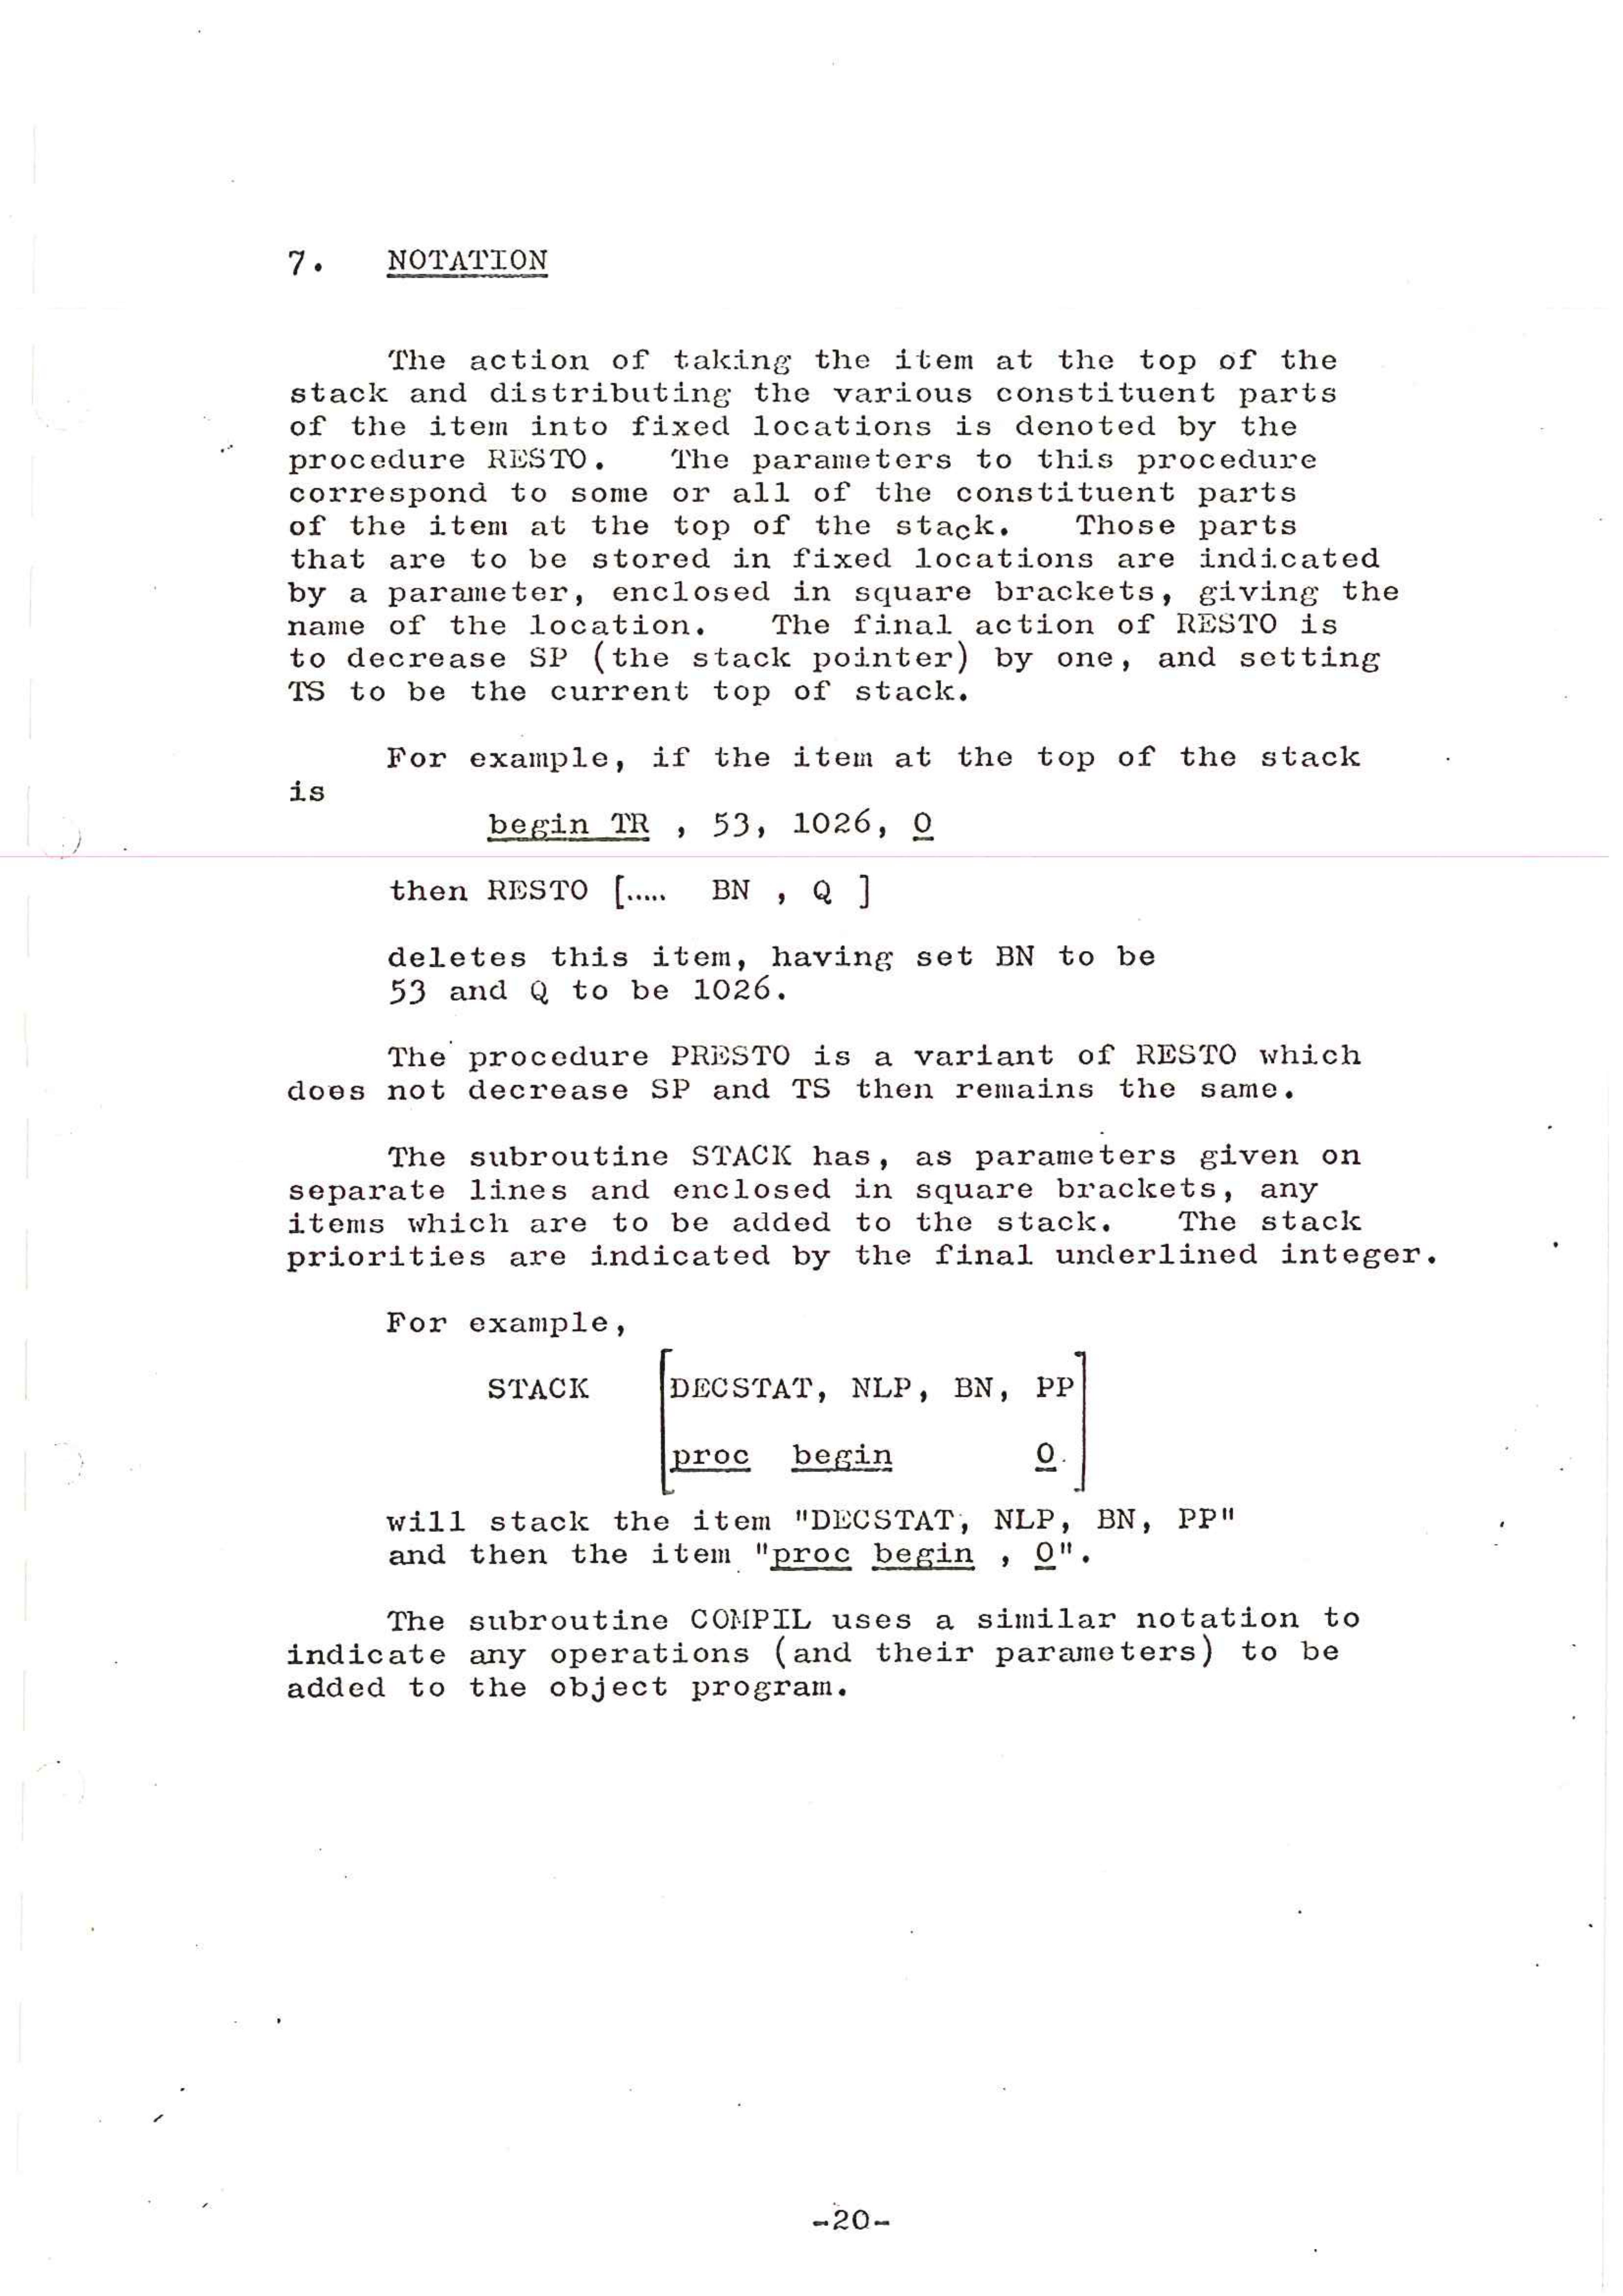 7. NOTATION
The action of taking the item at the top of the
stack and distributing the various constituent parts
of the item into fixed locations is denoted by the
procedure RESTO. The parameters to this procedure
correspond to some or all of the constituent parts
of the item at the top of the stack. Those parts
that are to be stored in fixed locations are indicated
by a parameter, enclosed in square brackets, giving the
name of the location. The final action of RESTO is
to decrease SP (the stack pointer) by one, and setting
TS to be the current top of stack.
For example, if the item at the top of the stack
is
begin TR , 53, 1026, 0
then RESTO [..... BN , Q ]
deletes this item, having set BN to be
53 and Q to be 1026.
The procedure PRESTO is a variant of RESTO which
does not decrease SP and TS then remains the same.
The subroutine STACK has, as parameters given on
separate lines and enclosed in square brackets, any
items which are to be added to the stack. The stack
priorities are indicated by the final underlined integer.
For example,
STACK [DECSTAT, NLP, BN, PP
proc begin 0.]
will stack the item "DECSTAT, NLP, BN, PP"
and then the item "proc begin , 0".
The subroutine COMPIL uses a similar notation to
indicate any operations (and their parameters) to be
added to the object program.
-20-